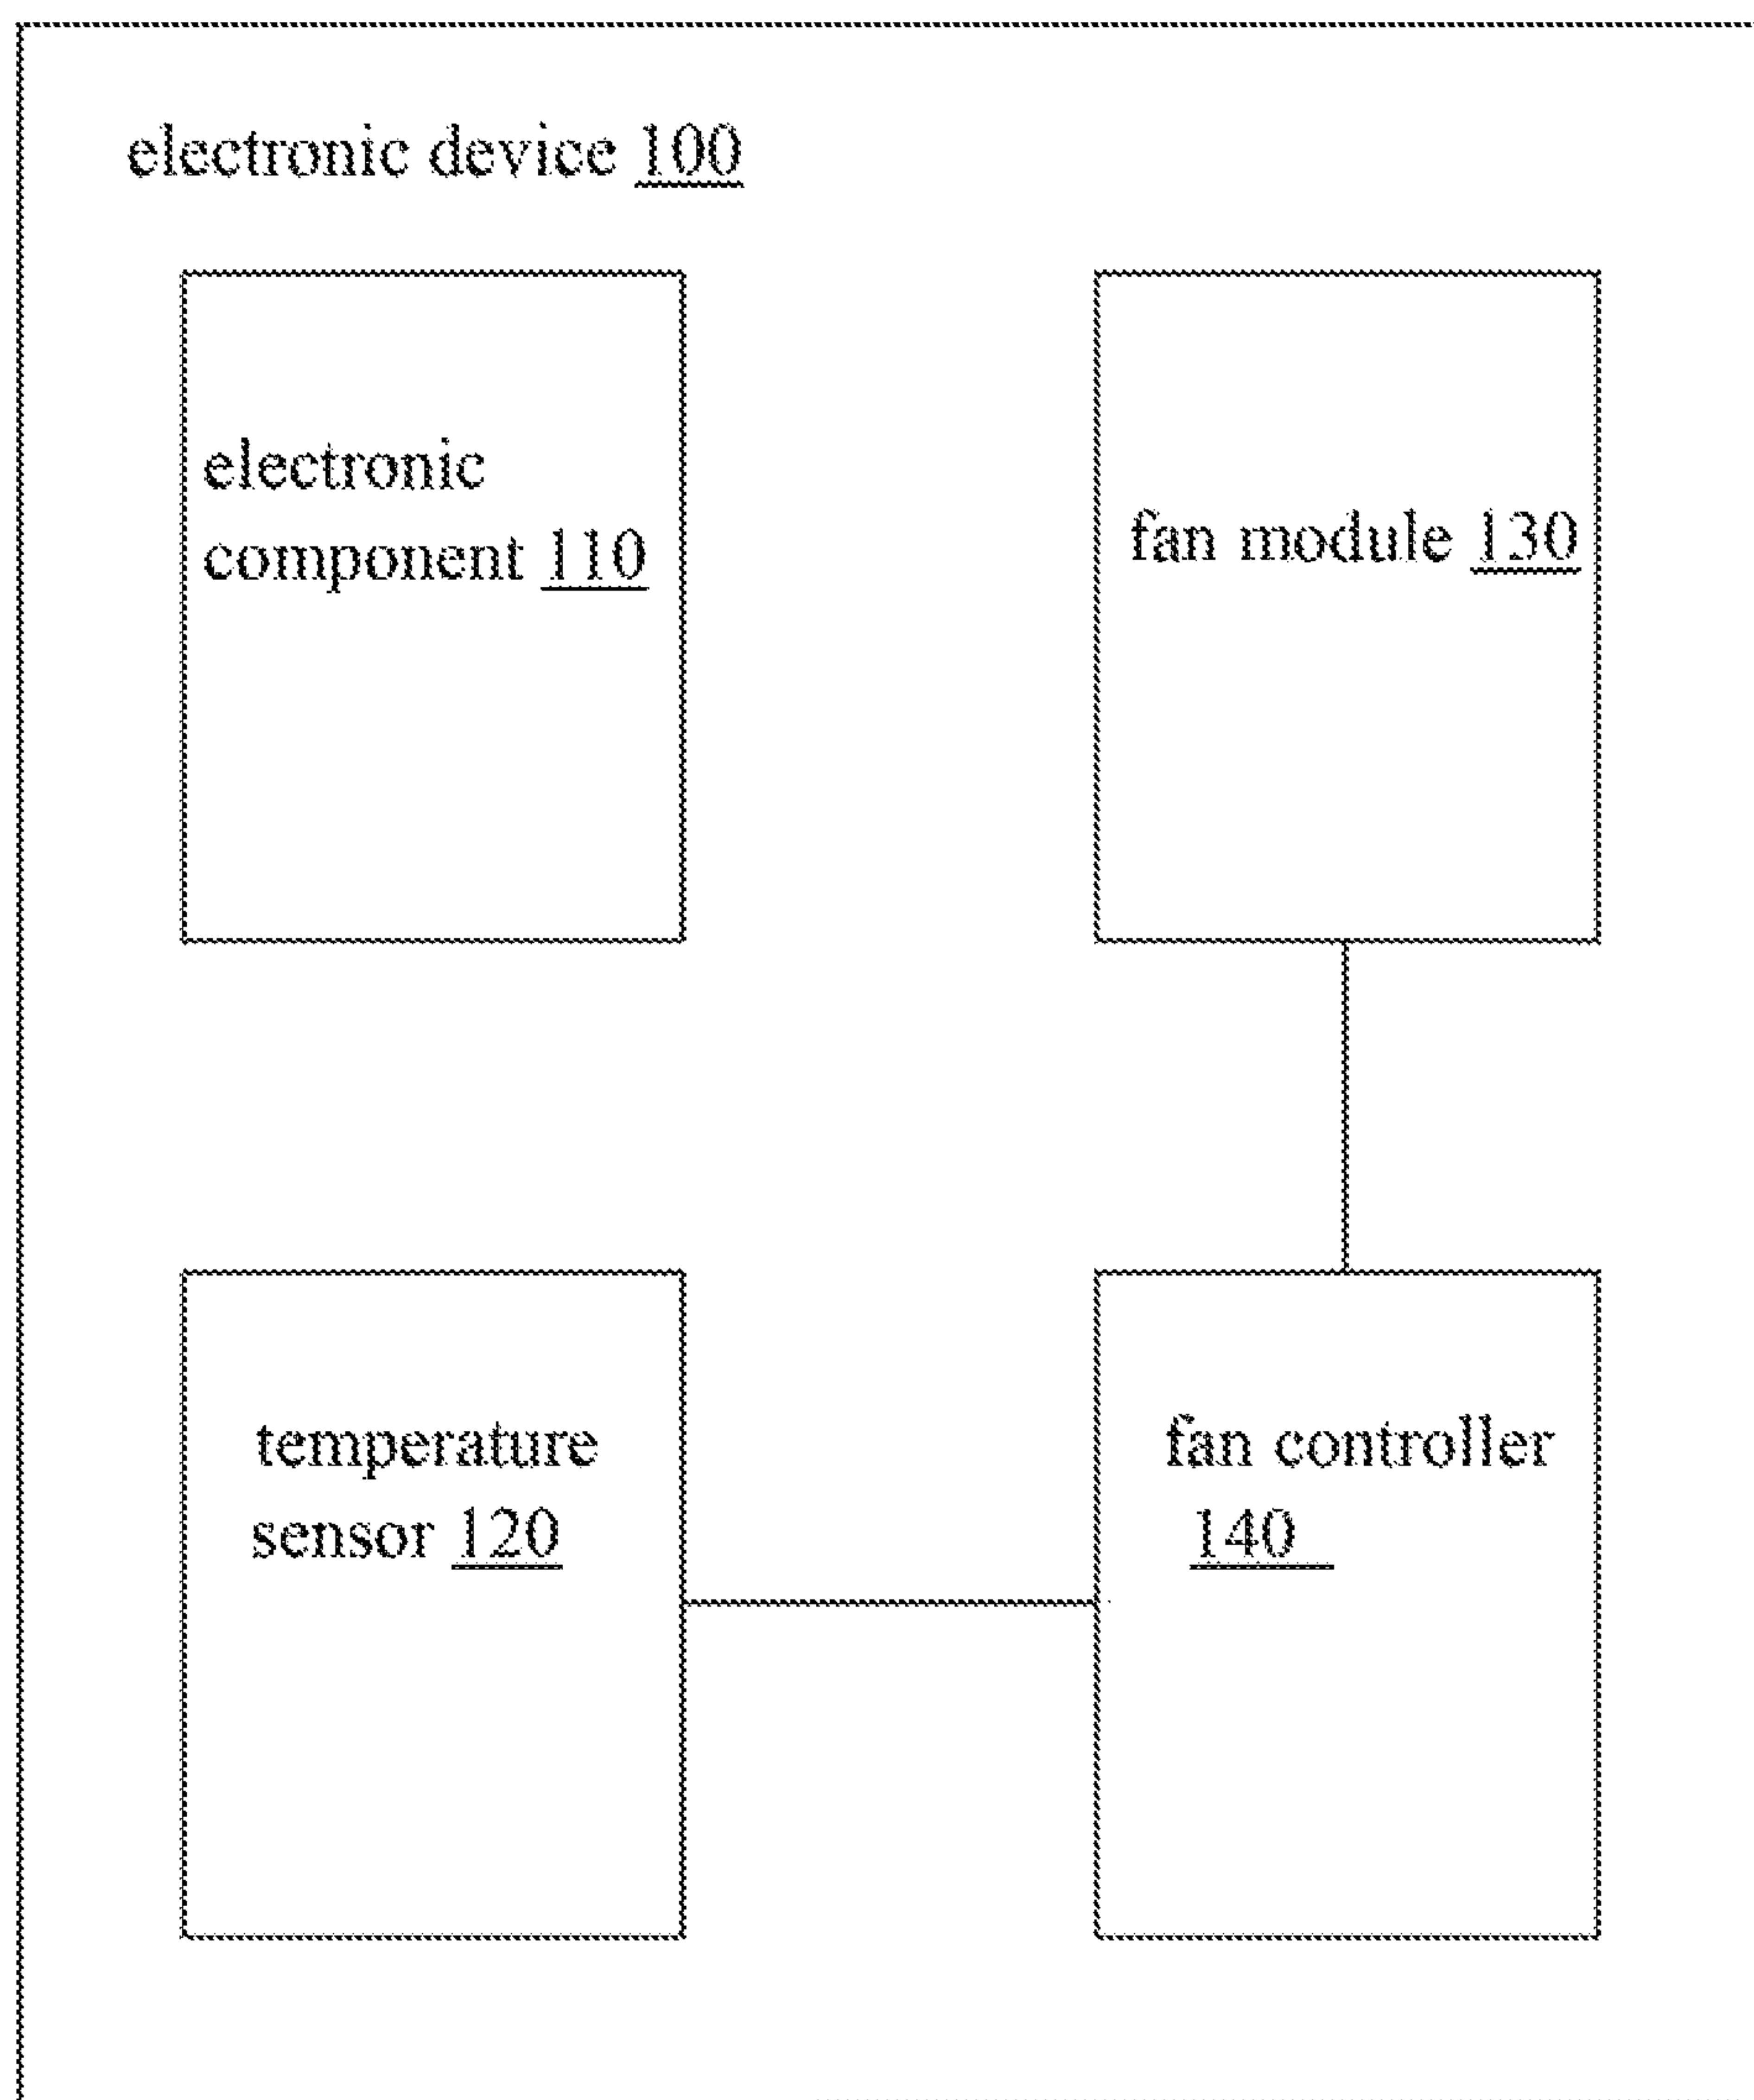 electronic device 100
electronic
component 110
fan module 130
temperature
sensor 120
fan controller
140